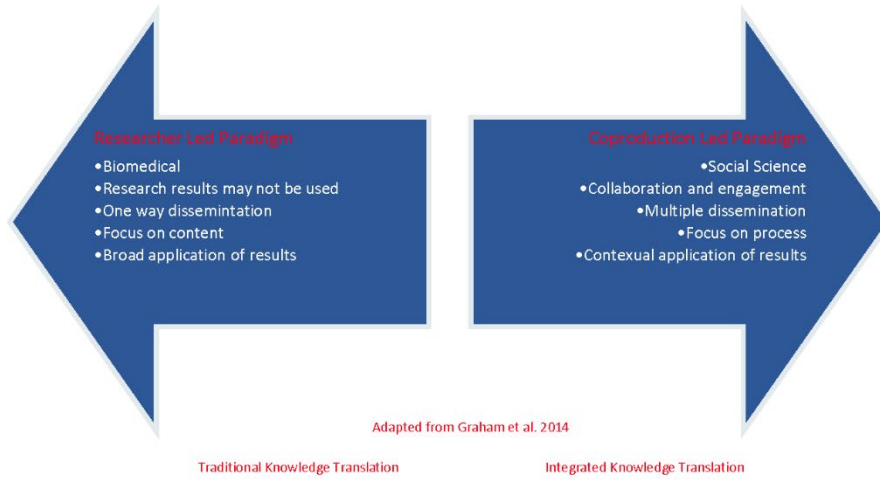 Researcher Led Paradigm
•Biomedical
•Research results may not be used
•One way dissemintation
•Focus on content
•Broad application of results
Coproduction Led Paradigm
•Social Science
•Collaboration and engagement
•Multiple dissemination
•Focus on process
•Contexual application of results
Adapted from Graham et al. 2014
Traditional Knowledge Translation
Integrated Knowledge Translation